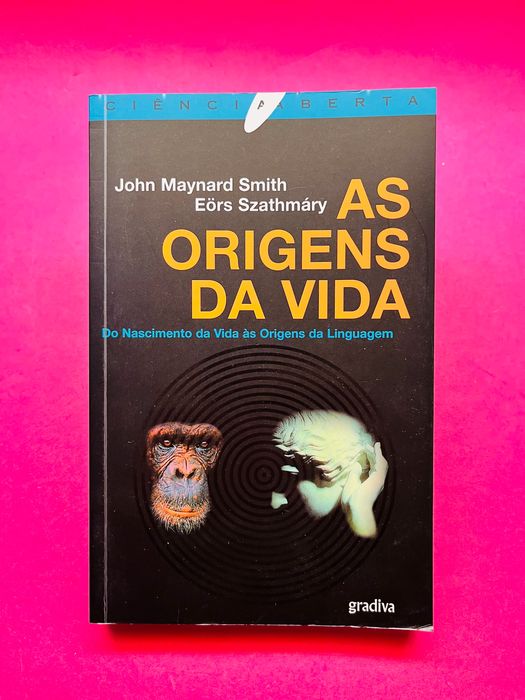 CIÊNCIA ABERTA
John Maynard Smith
Eörs Szathmáry
AS
ORIGENS
DA VIDA
Do Nascimento da Vida às Origens da Linguagem
gradiva